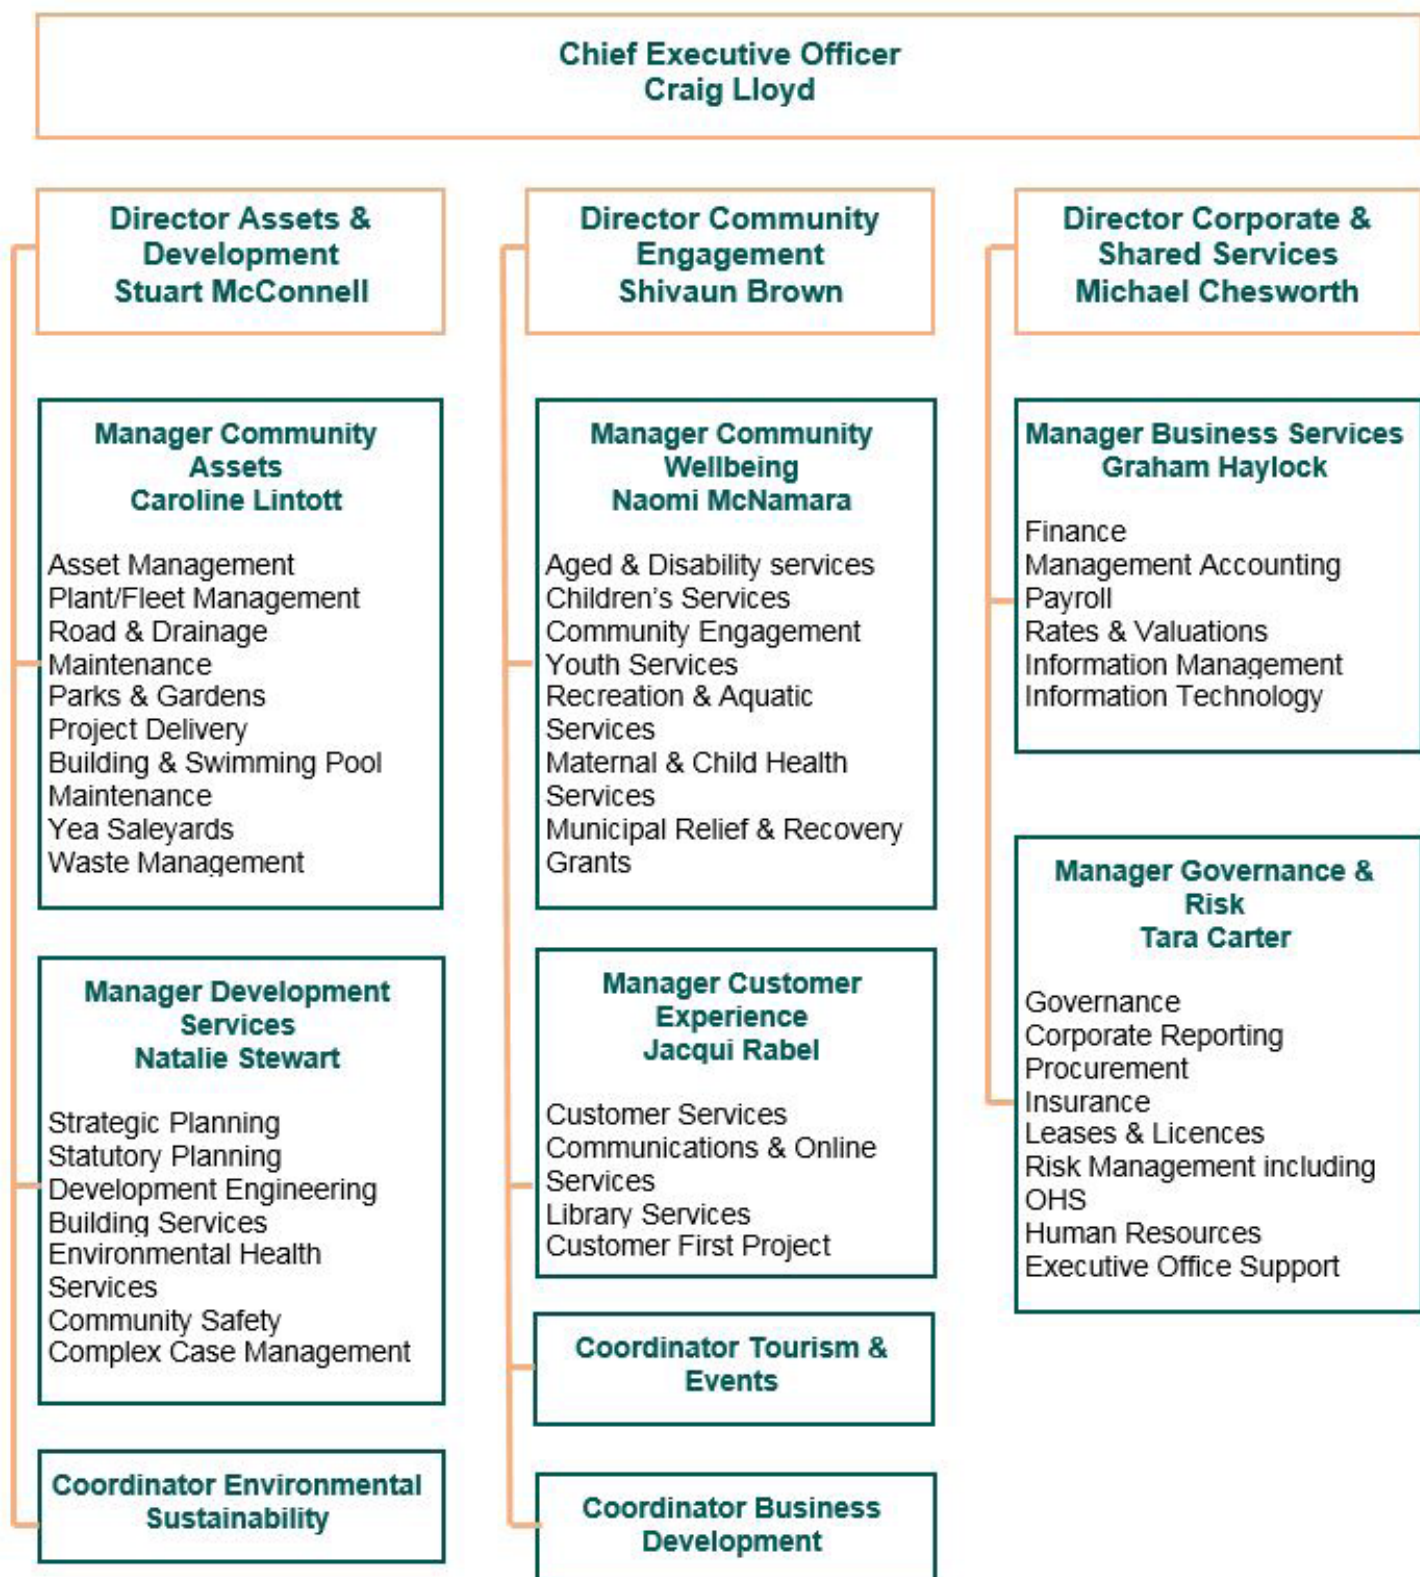 Chief Executive Officer
Craig Lloyd
Director Assets &
Development
Stuart McConnell
Manager Community
Assets
Caroline Lintott
Asset Management
Plant/Fleet Management
Road & Drainage
Maintenance
Parks & Gardens
Project Delivery
Building & Swimming Pool
Maintenance
Yea Saleyards
Waste Management
Manager Development
Services
Natalie Stewart
Strategic Planning
Statutory Planning
Development Engineering
Building Services
Environmental Health
Services
Community Safety
Complex Case Management
Coordinator Environmental
Sustainability
Director Community
Engagement
Shivaun Brown
Manager Community
Wellbeing
Naomi McNamara
Aged & Disability services
Children's Services
Community Engagement
Youth Services
Recreation & Aquatic
Services
Maternal & Child Health
Services
Municipal Relief & Recovery
Grants
Manager Customer
Experience
Jacqui Rabel
Customer Services
Communications & Online
Services
Library Services
Customer First Project
Coordinator Tourism &
Events
Coordinator Business
Development
Director Corporate &
Shared Services
Michael Chesworth
Manager Business Services
Graham Haylock
Finance
Management Accounting
Payroll
Rates & Valuations
Information Management
Information Technology
Manager Governance &
Risk
Tara Carter
Governance
Corporate Reporting
Procurement
Insurance
Leases & Licences
Risk Management including
OHS
Human Resources
Executive Office Support